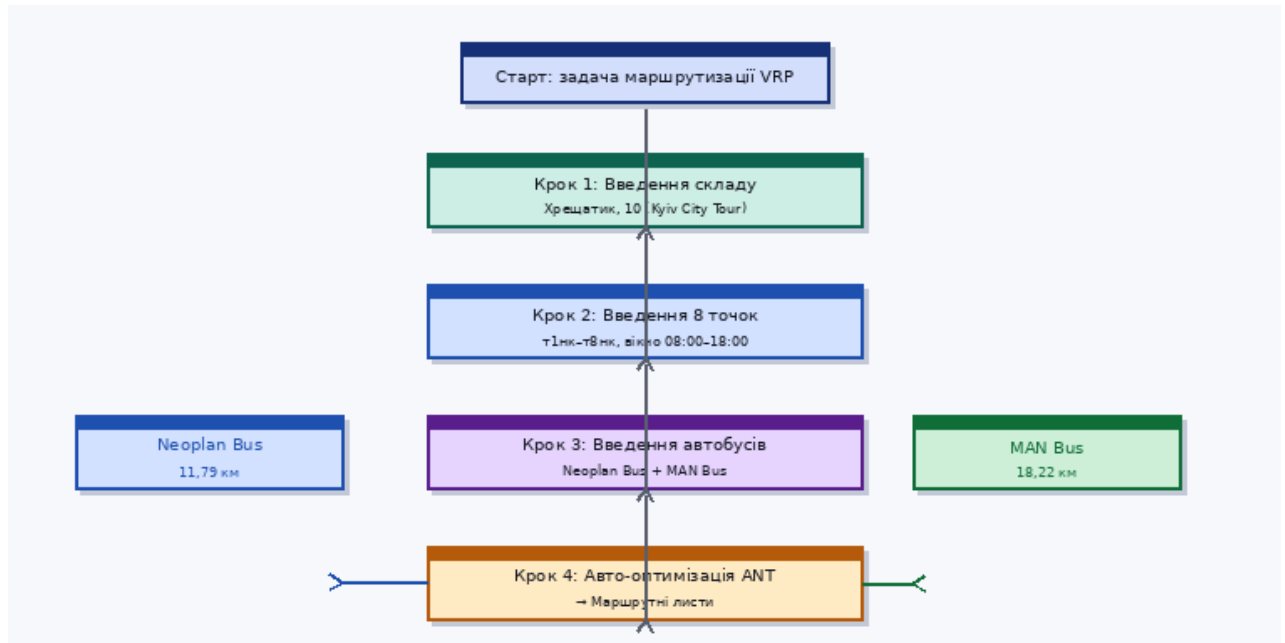 Старт: задача маршрутизації VRP
Крок 1: Введення складу
Хрещатик, 10 (Kyiv City Tour)
Крок 2: Введення 8 точок
т1нк–т8нк, вікно 08:00–18:00
Neoplan Bus
11,79 км
Крок 3: Введення автобусів
Neoplan Bus + MAN Bus
MAN Bus
18,22 км
Крок 4: Авто-оптимізація ANT
→ Маршрутні листи